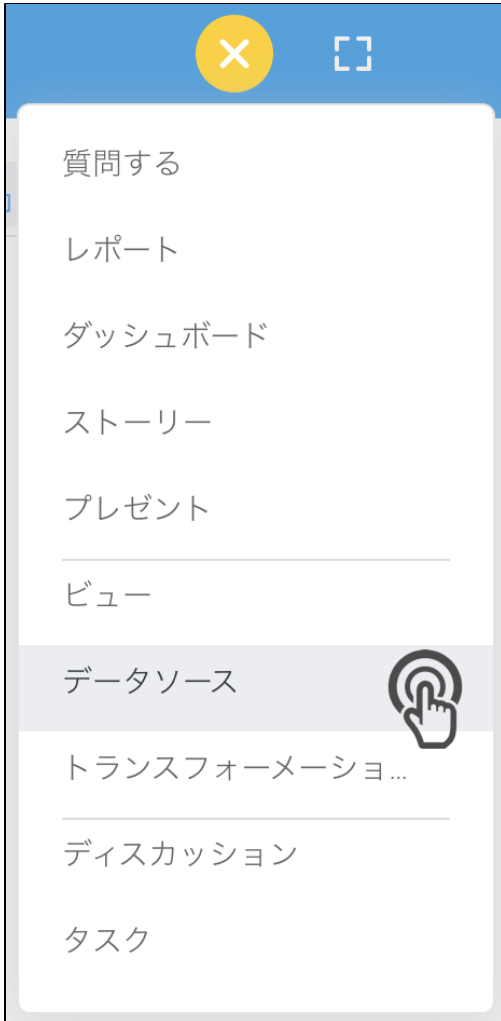 質問する
レポート
ダッシュボード
ストーリー
プレゼント
ビュー
データソース
トランスフォーメーショ...
ディスカッション
タスク